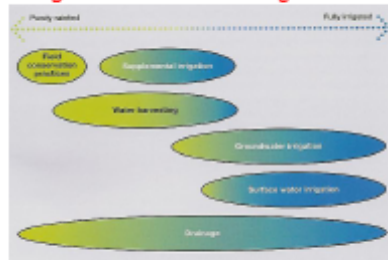 Purely rainfed
Fully irrigated
Field
conservation
practices
Supplemental irrigation
Water harvesting
Groundwater irrigation
Surface water irrigation
Drainage